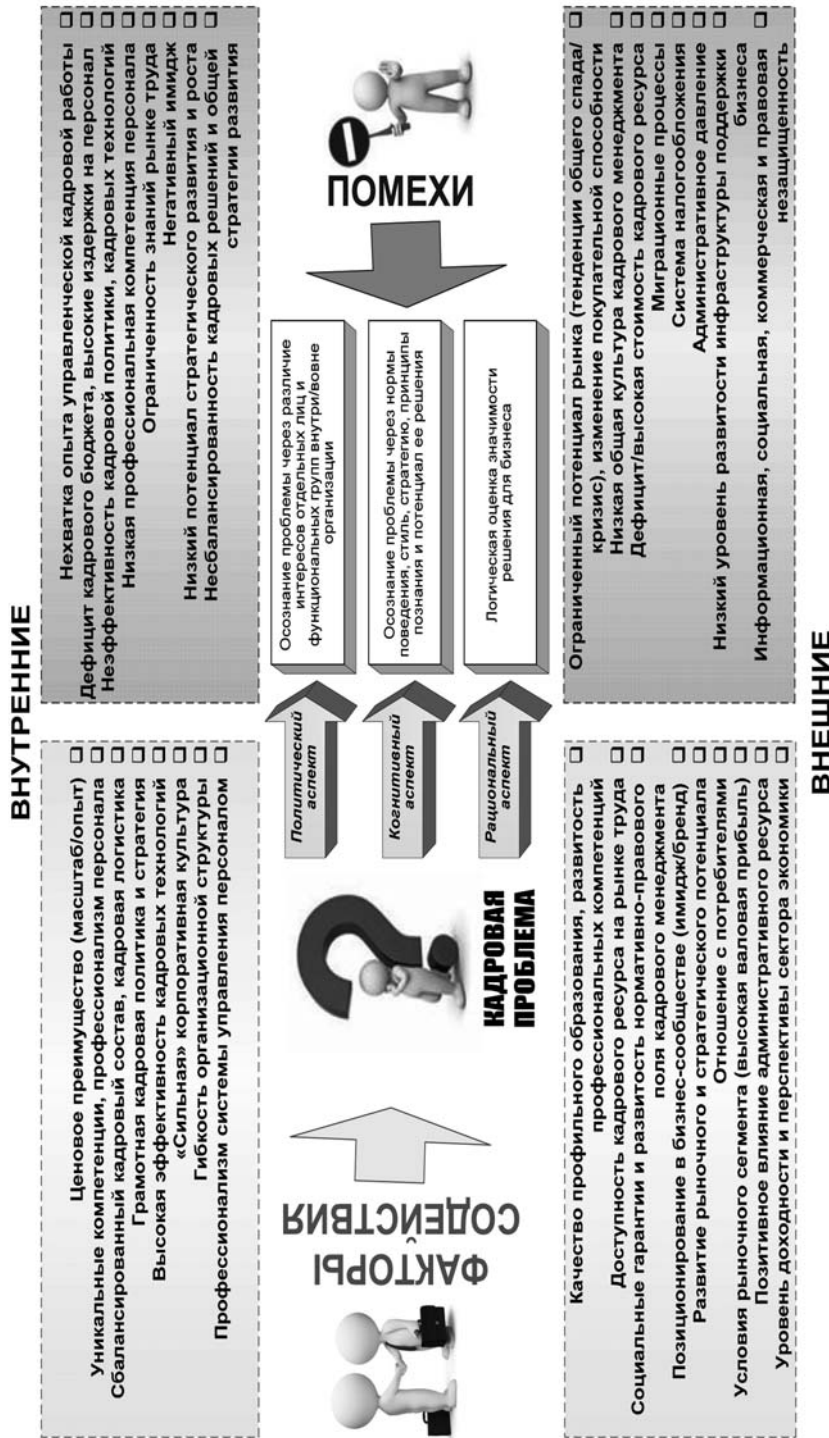 ВНУТРЕННИЕ
Ценовое преимущество (масштаб/опыт)
Уникальные компетенции, профессионализм персонала
Сбалансированный кадровый состав, кадровая логистика
Грамотная кадровая политика и стратегия
Высокая эффективность кадровых технологий
«Сильная» корпоративная культура
Гибкость организационной структуры
Профессионализм системы управления персоналом
Нехватка опыта управленческой кадровой работы
Дефицит кадрового бюджета, высокие издержки на персонал
Неэффективность кадровой политики, кадровых технологий
Низкая профессиональная компетенция персонала
Ограниченность знаний рынке труда
Негативный имидж
Низкий потенциал стратегического развития и роста
Несбалансированность кадровых решений и общей
стратегии развития
ФАКТОРЫ
СОДЕЙСТВИЯ
КАДРОВАЯ
ПРОБЛЕМА
Политический
аспект
Осознание проблемы через различие
интересов отдельных лиц и
функциональных групп внутри/вовне
организации
Когнитивный
аспект
Осознание проблемы через нормы
поведения, стиль, стратегию, принципы
познания и потенциал ее решения
Рациональный
аспект
Логическая оценка значимости
решения для бизнеса
ПОМЕХИ
Качество профильного образования, развитость
профессиональных компетенций
Доступность кадрового ресурса на рынке труда
Социальные гарантии и развитость нормативно-правового
поля кадрового менеджмента
Позиционирование в бизнес-сообществе (имидж/бренд)
Развитие рыночного и стратегического потенциала
Отношение с потребителями
Условия рыночного сегмента (высокая валовая прибыль)
Позитивное влияние административного ресурса
Уровень доходности и перспективы сектора экономики
Ограниченный потенциал рынка (тенденции общего спада/
кризис), изменение покупательной способности
Низкая общая культура кадрового менеджмента
Дефицит/высокая стоимость кадрового ресурса
Миграционные процессы
Система налогообложения
Административное давление
Низкий уровень развитости инфраструктуры поддержки
бизнеса
Информационная, социальная, коммерческая и правовая
незащищенность
ВНЕШНИЕ